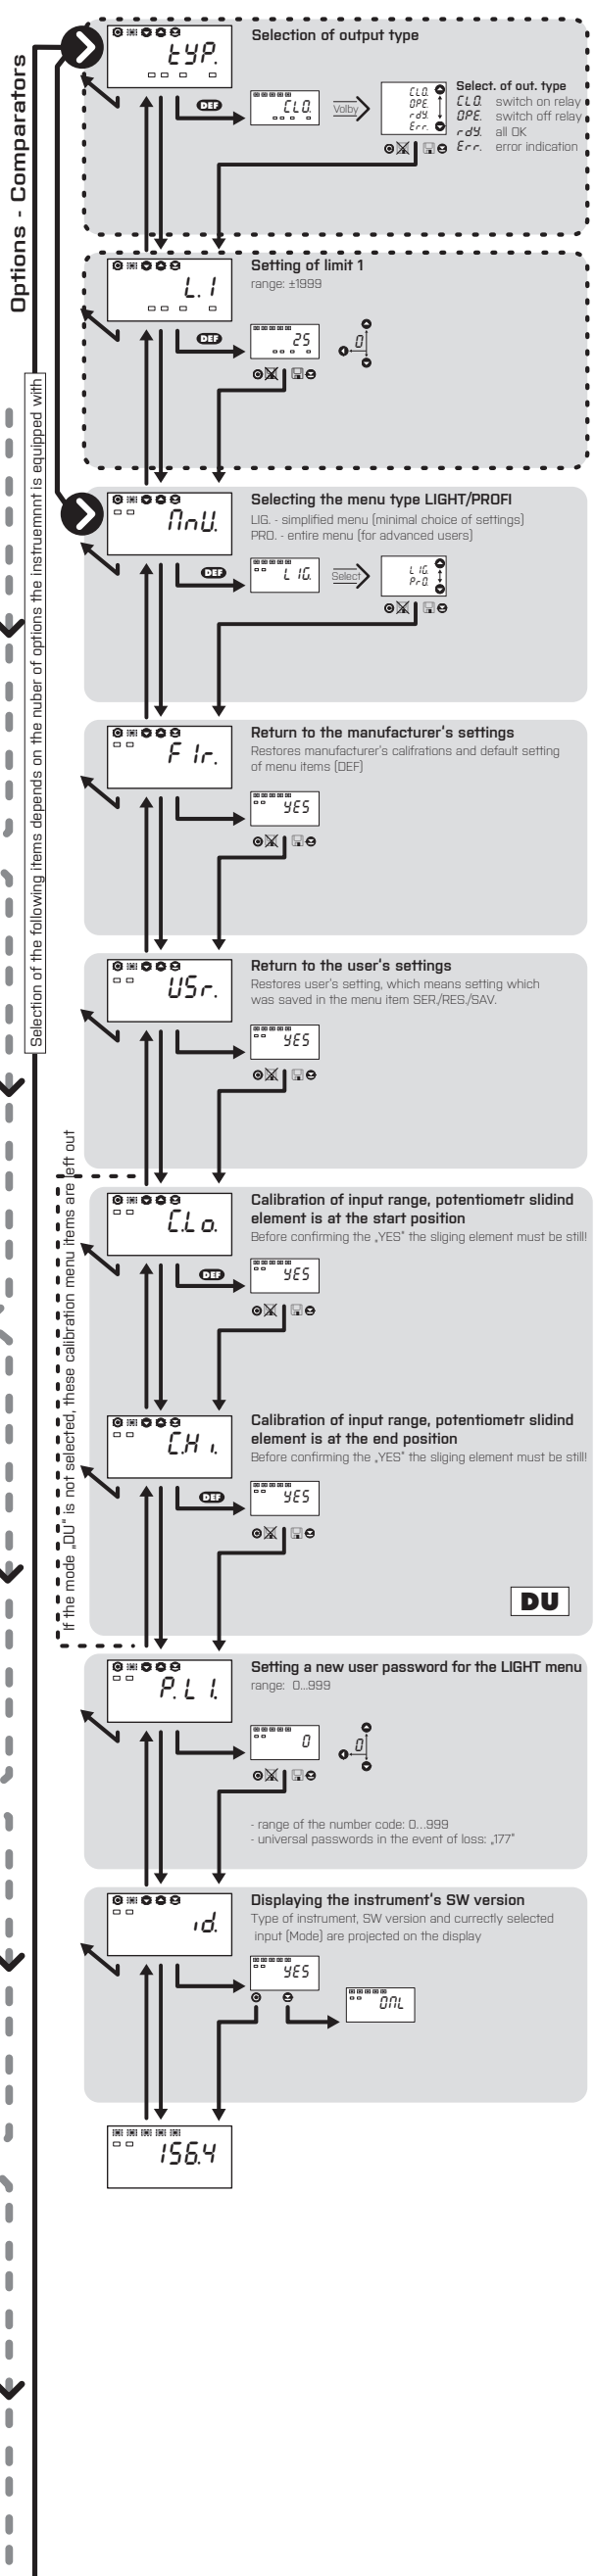 Options - Comparators
Selection of the following items depends on the nuber of options the instruemnnt is equipped with
tYP.
Selection of output type
DEF
CLO.
Volby
CLO.
OPE.
rdY.
Err.
Select. of out. type
CLO. switch on relay
OPE. switch off relay
rdY. all OK
Err. error indication
L. 1
Setting of limit 1
range: ±1999
DEF
25
0
MnU.
Selecting the menu type LIGHT/PROFI
LIG. - simplified menu (minimal choice of settings)
PRO. - entire menu (for advanced users)
DEF
LIG.
Select
LIG.
PrO.
FIr.
Return to the manufacturer's settings
Restores manufacturer's califrations and default setting
of menu items (DEF)
YES
USr.
Return to the user's settings
Restores user's setting, which means setting which
was saved in the menu item SER./RES./SAV.
YES
If the mode „DU" is not selected, these calibration menu items are left out
C.Lo.
Calibration of input range, potentiometr slidind
element is at the start position
Before confirming the „YES" the sliging element must be still!
DEF
YES
C.Hi.
Calibration of input range, potentiometr slidind
element is at the end position
Before confirming the „YES" the sliging element must be still!
DEF
YES
DU
P.LI.
Setting a new user password for the LIGHT menu
range: 0...999
0
0
- range of the number code: 0...999
- universal passwords in the event of loss: „177"
id.
Displaying the instrument's SW version
Type of instrument, SW version and currectly selected
input (Mode) are projected on the display
YES
OML
156.4